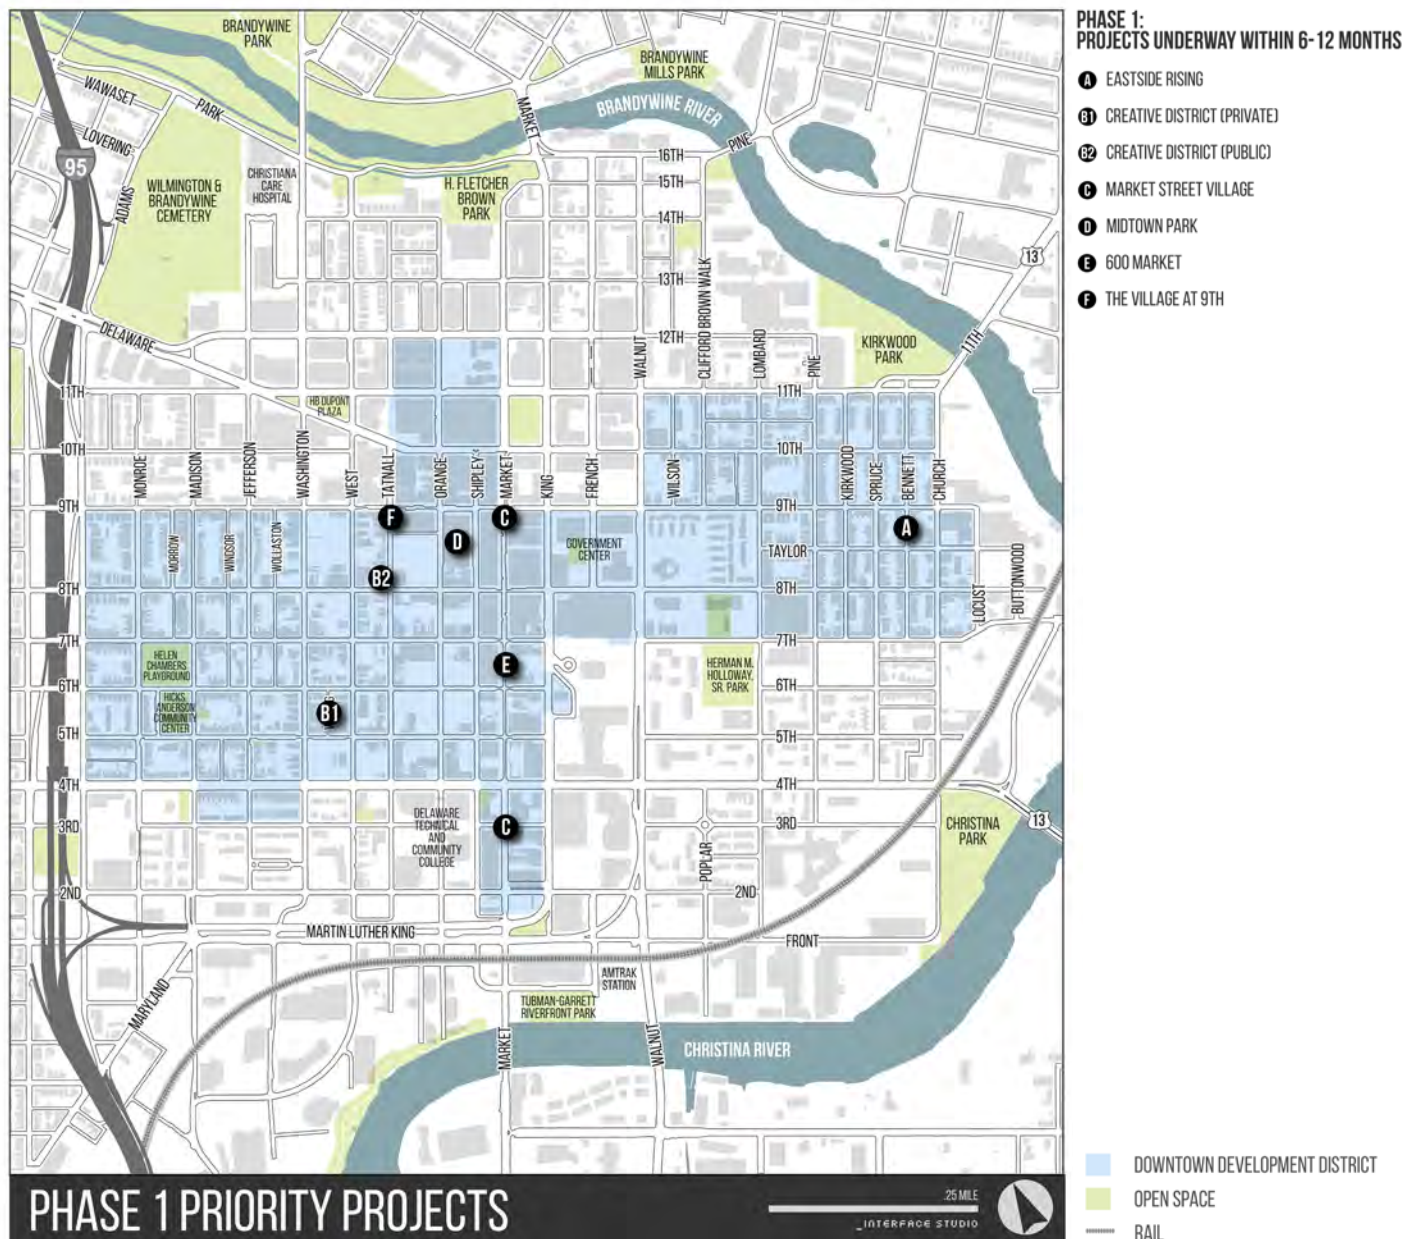 PHASE 1:
PROJECTS UNDERWAY WITHIN 6-12 MONTHS
A EASTSIDE RISING
B1 CREATIVE DISTRICT (PRIVATE)
B2 CREATIVE DISTRICT (PUBLIC)
C MARKET STREET VILLAGE
D MIDTOWN PARK
E 600 MARKET
F THE VILLAGE AT 9TH
BRANDYWINE
PARK
BRANDYWINE
MILLS PARK
BRANDYWINE RIVER
WAWASET
PARK
LOVERING
MARKET
PINE
95
ADAMS
WILMINGTON &
BRANDYWINE
CEMETERY
CHRISTIANA
CARE
HOSPITAL
H. FLETCHER
BROWN
PARK
16TH
15TH
14TH
13TH
12TH
13
DELAWARE
WALNUT
CLIFFORD BROWN WALK
LOMBARD
PINE
KIRKWOOD
PARK
11TH
11TH
11TH
HB DUPONT
PLAZA
10TH
10TH
MONROE
MADISON
JEFFERSON
WASHINGTON
WEST
TATNALL
ORANGE
SHIPLEY
MARKET
KING
FRENCH
WILSON
KIRKWOOD
SPRUCE
BENNETT
CHURCH
9TH
9TH
F
C
A
D
MORROW
WINDSOR
WOLLASTON
GOVERNMENT
CENTER
TAYLOR
B2
8TH
8TH
LOCUST
BUTTONWOOD
7TH
7TH
HELEN
CHAMBERS
PLAYGROUND
E
HERMAN M.
HOLLOWAY,
SR. PARK
6TH
6TH
HICKS
ANDERSON
COMMUNITY
CENTER
B1
5TH
5TH
4TH
4TH
DELAWARE
TECHNICAL
AND
COMMUNITY
COLLEGE
C
3RD
3RD
13
CHRISTINA
PARK
POPLAR
2ND
2ND
MARTIN LUTHER KING
FRONT
MARYLAND
AMTRAK
STATION
TUBMAN-GARRETT
RIVERFRONT PARK
MARKET
WALNUT
CHRISTINA RIVER
PHASE 1 PRIORITY PROJECTS
.25 MILE
_INTERFACE STUDIO
DOWNTOWN DEVELOPMENT DISTRICT
OPEN SPACE
RAIL